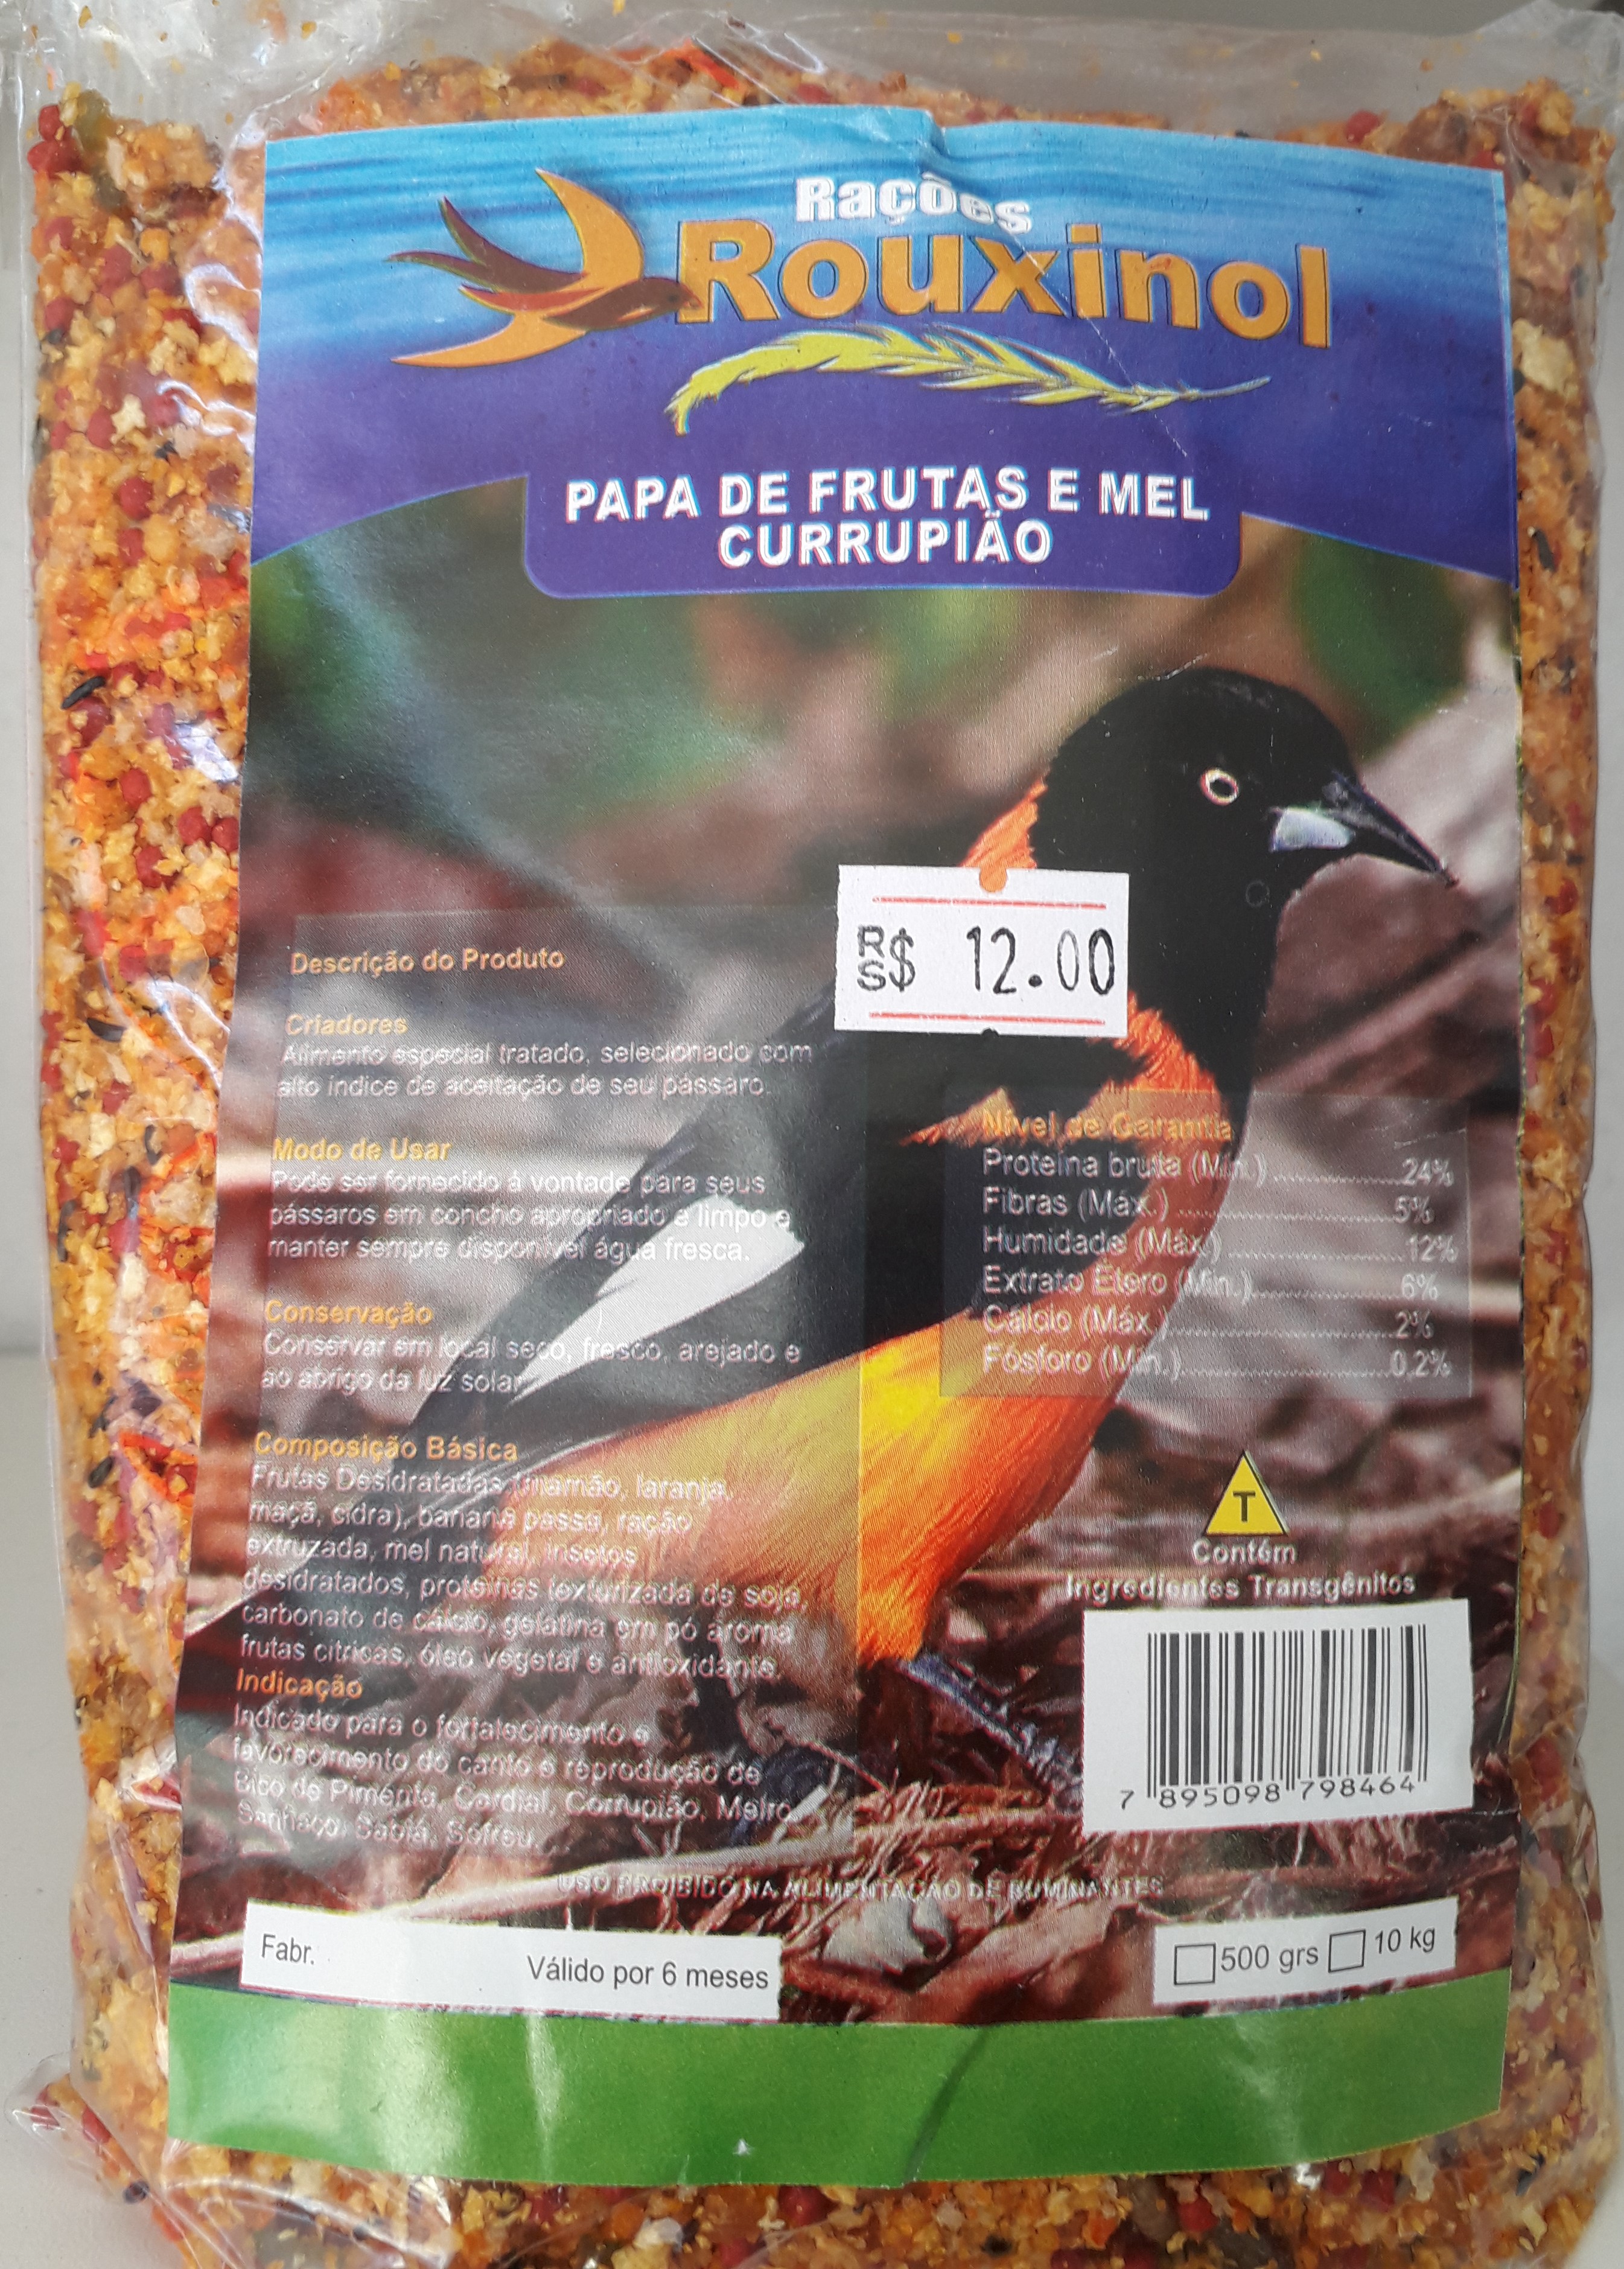 Rações
Rouxinol
PAPA DE FRUTAS E MEL
CURRUPIÃO
R$ 12.00
Descrição do Produto
Criadores
Alimento especial tratado, selecionado com
alto índice de aceitação de seu pássaro.
Modo de Usar
Pode ser fornecido à vontade para seus
pássaros em concho apropriado e limpo e
manter sempre disponível água fresca.
Conservação
Conservar em local seco, fresco, arejado e
ao abrigo da luz solar
Composição Básica
Frutas Desidratadas (mamão, laranja,
maçã, cidra), banana passa, ração
extruzada, mel natural, insetos
desidratados, proteínas texturizada de soja,
carbonato de cálcio, gelatina em pó aroma
frutas citricas, óleo vegetal e antioxidante.
Indicação
Indicado para o fortalecimento e
favorecimento do canto e reprodução de
Bico de Pimenta, Cardial, Corrupião, Melro,
Sanhaço, Sabiá, Sofreu.
Nível de Garantia
Proteína bruta (Mín.) 24%
Fibras (Máx.) 5%
Humidade (Máx.) 12%
Extrato Etero (Mín.) 6%
Cálcio (Máx.) 2%
Fósforo (Mín.) 0,2%
T
Contém
Ingredientes Transgênitos
7 895098 798464
USO PROIBIDO NA ALIMENTAÇÃO DE RUMINANTES
Fabr. Válido por 6 meses
500 grs 10 kg